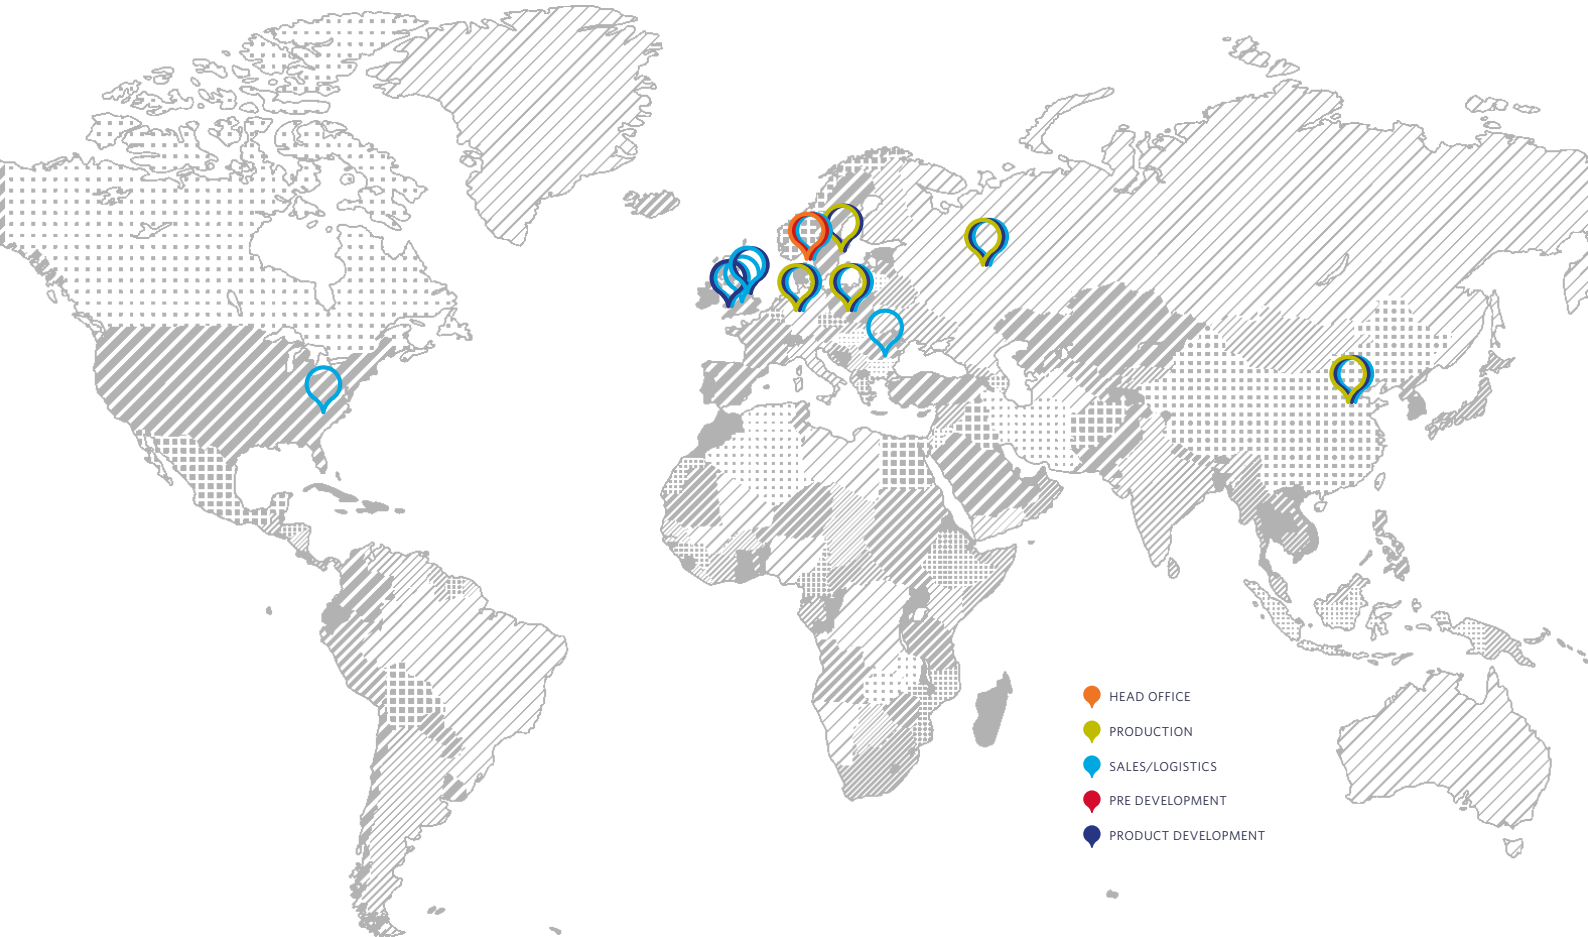 HEAD OFFICE
PRODUCTION
SALES/LOGISTICS
PRE DEVELOPMENT
PRODUCT DEVELOPMENT